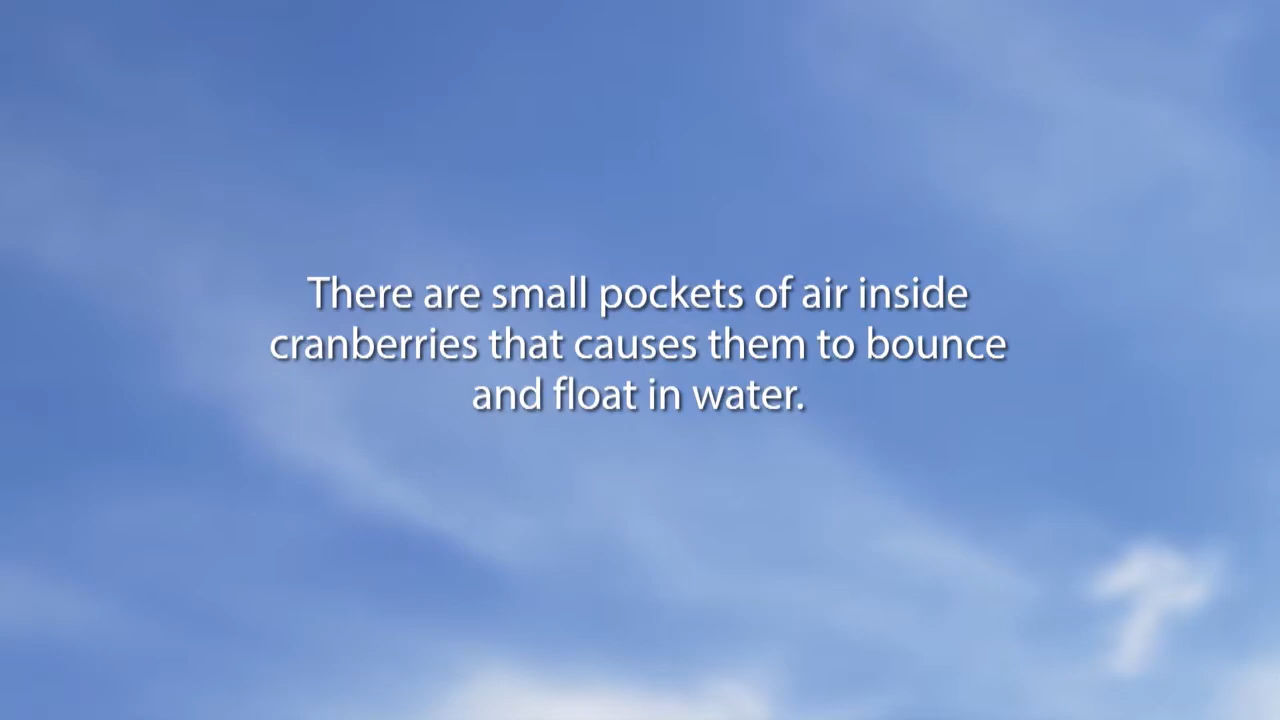 There are small pockets of air inside
cranberries that causes them to bounce
and float in water.